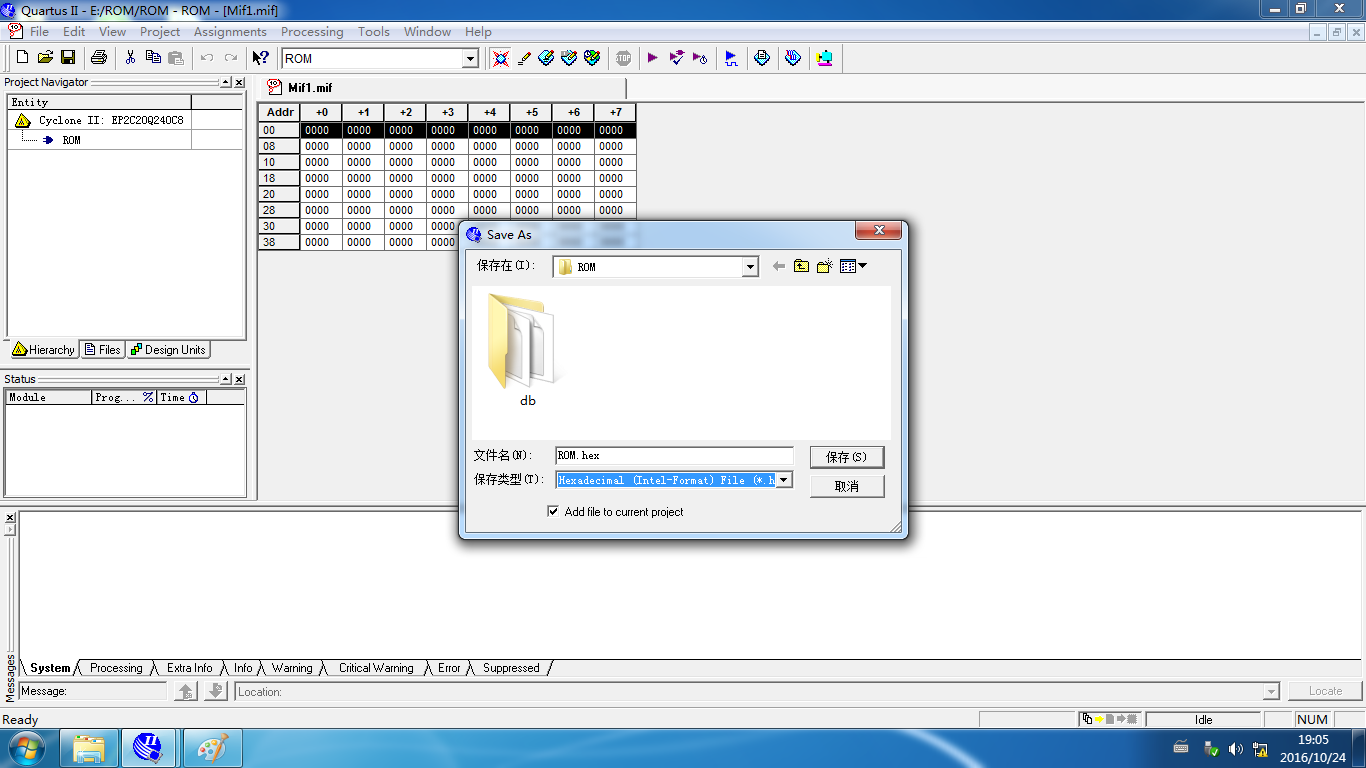 Quartus II - E:/ROM/ROM - ROM - [Mif1.mif]
File Edit View Project Assignments Processing Tools Window Help
ROM
STOP
Project Navigator
Entity
Cyclone II: EP2C20Q240C8
ROM
Hierarchy Files Design Units
Status
Module Prog... % Time
Mif1.mif
Addr +0 +1 +2 +3 +4 +5 +6 +7
00 0000 0000 0000 0000 0000 0000 0000 0000
08 0000 0000 0000 0000 0000 0000 0000 0000
10 0000 0000 0000 0000 0000 0000 0000 0000
18 0000 0000 0000 0000 0000 0000 0000 0000
20 0000 0000 0000 0000 0000 0000 0000 0000
28 0000 0000 0000 0000 0000 0000 0000 0000
30 0000 0000 0000 0000
38 0000 0000 0000 0000
Save As
保存在(I):
ROM
db
文件名(N):
ROM.hex
保存(S)
保存类型(T):
Hexadecimal (Intel-Format) File (*.h
取消
Add file to current project
Messages
System Processing Extra Info Info Warning Critical Warning Error Suppressed
Message:
Location:
Locate
Ready
Idle
NUM
19:05
2016/10/24